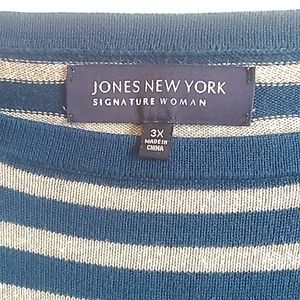 JONES NEW YORK
SIGNATURE WOMAN
3X
MADE IN
CHINA